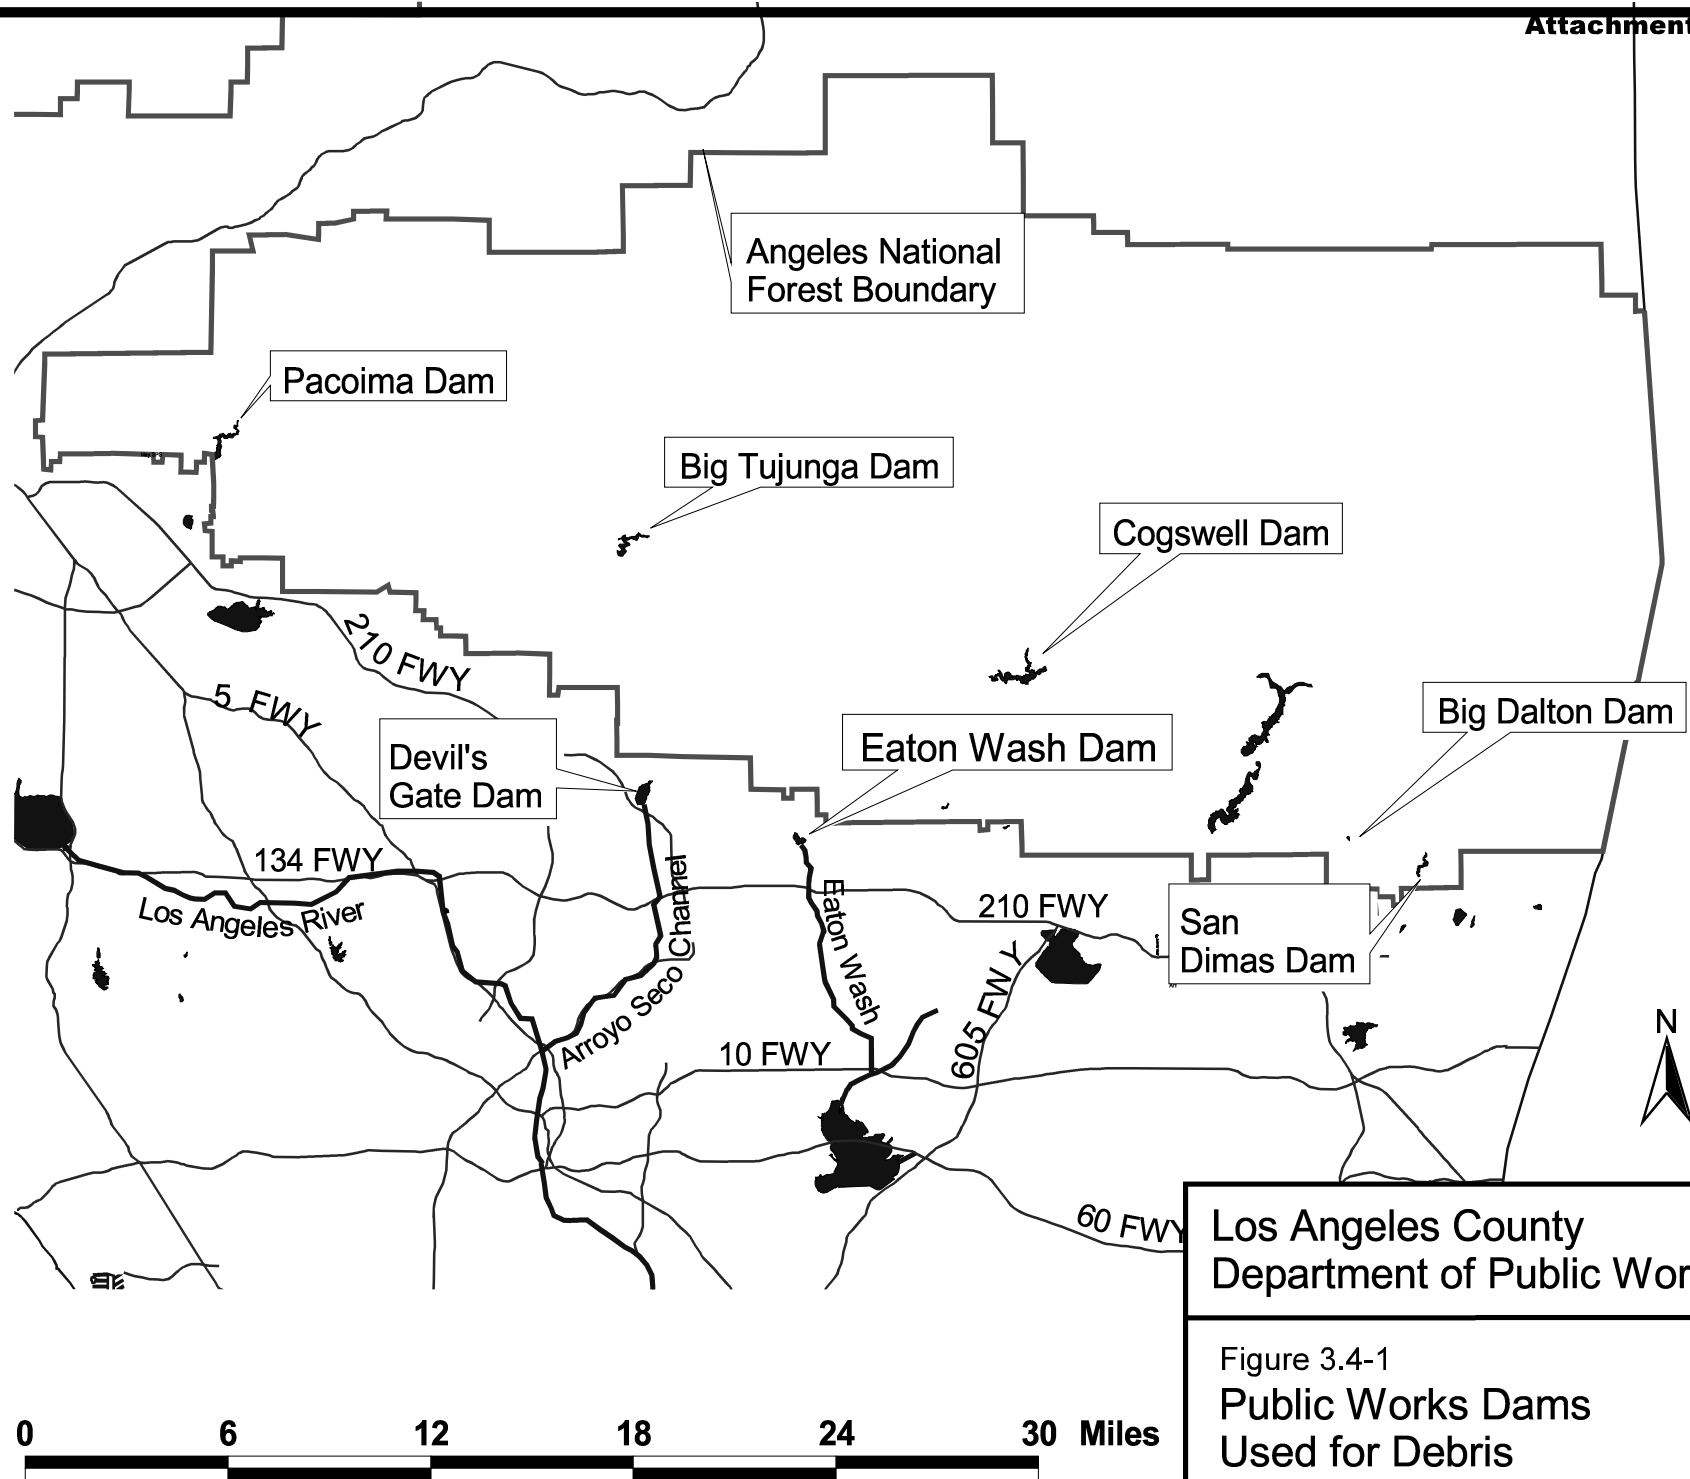 Attachment
Angeles National
Forest Boundary
Pacoima Dam
Big Tujunga Dam
Cogswell Dam
210 FWY
5 FWY
Big Dalton Dam
Devil's
Gate Dam
Eaton Wash Dam
134 FWY
Los Angeles River
Arroyo Seco Channel
Eaton Wash
210 FWY
San
Dimas Dam
605 FWY
10 FWY
N
60 FWY
Los Angeles County
Department of Public Wor
Figure 3.4-1
Public Works Dams
Used for Debris
0 6 12 18 24 30 Miles